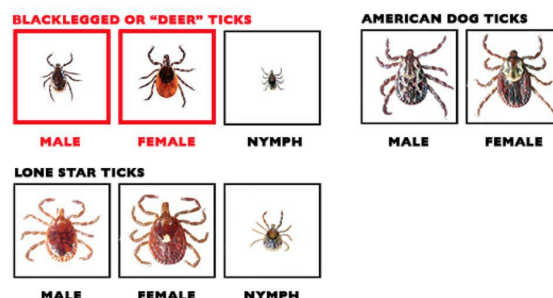 BLACKLEGGED OR “DEER” TICKS
AMERICAN DOG TICKS
MALE
FEMALE
NYMPH
MALE
FEMALE
LONE STAR TICKS
MALE
FEMALE
NYMPH